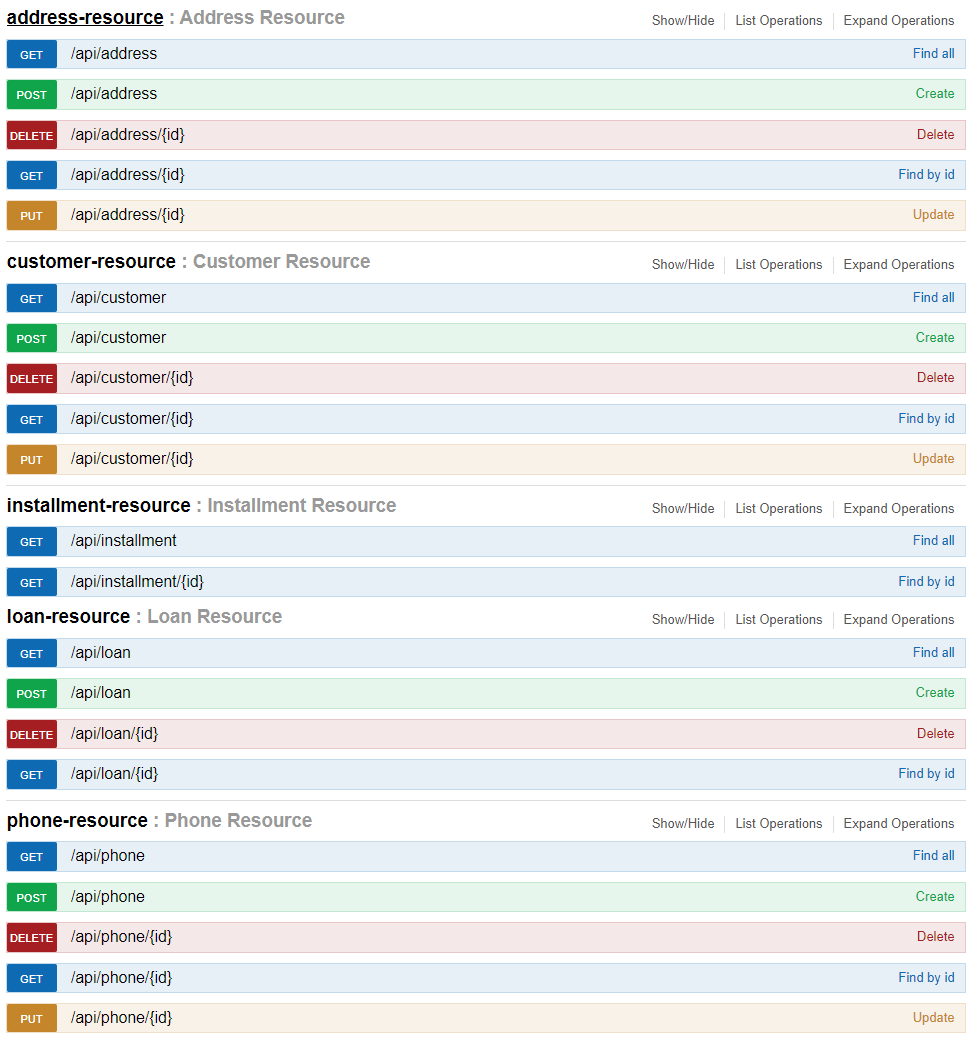 address-resource : Address Resource Show/Hide List Operations Expand Operations
GET /api/address Find all
POST /api/address Create
DELETE /api/address/{id} Delete
GET /api/address/{id} Find by id
PUT /api/address/{id} Update
customer-resource : Customer Resource Show/Hide List Operations Expand Operations
GET /api/customer Find all
POST /api/customer Create
DELETE /api/customer/{id} Delete
GET /api/customer/{id} Find by id
PUT /api/customer/{id} Update
installment-resource : Installment Resource Show/Hide List Operations Expand Operations
GET /api/installment Find all
GET /api/installment/{id} Find by id
loan-resource : Loan Resource Show/Hide List Operations Expand Operations
GET /api/loan Find all
POST /api/loan Create
DELETE /api/loan/{id} Delete
GET /api/loan/{id} Find by id
phone-resource : Phone Resource Show/Hide List Operations Expand Operations
GET /api/phone Find all
POST /api/phone Create
DELETE /api/phone/{id} Delete
GET /api/phone/{id} Find by id
PUT /api/phone/{id} Update